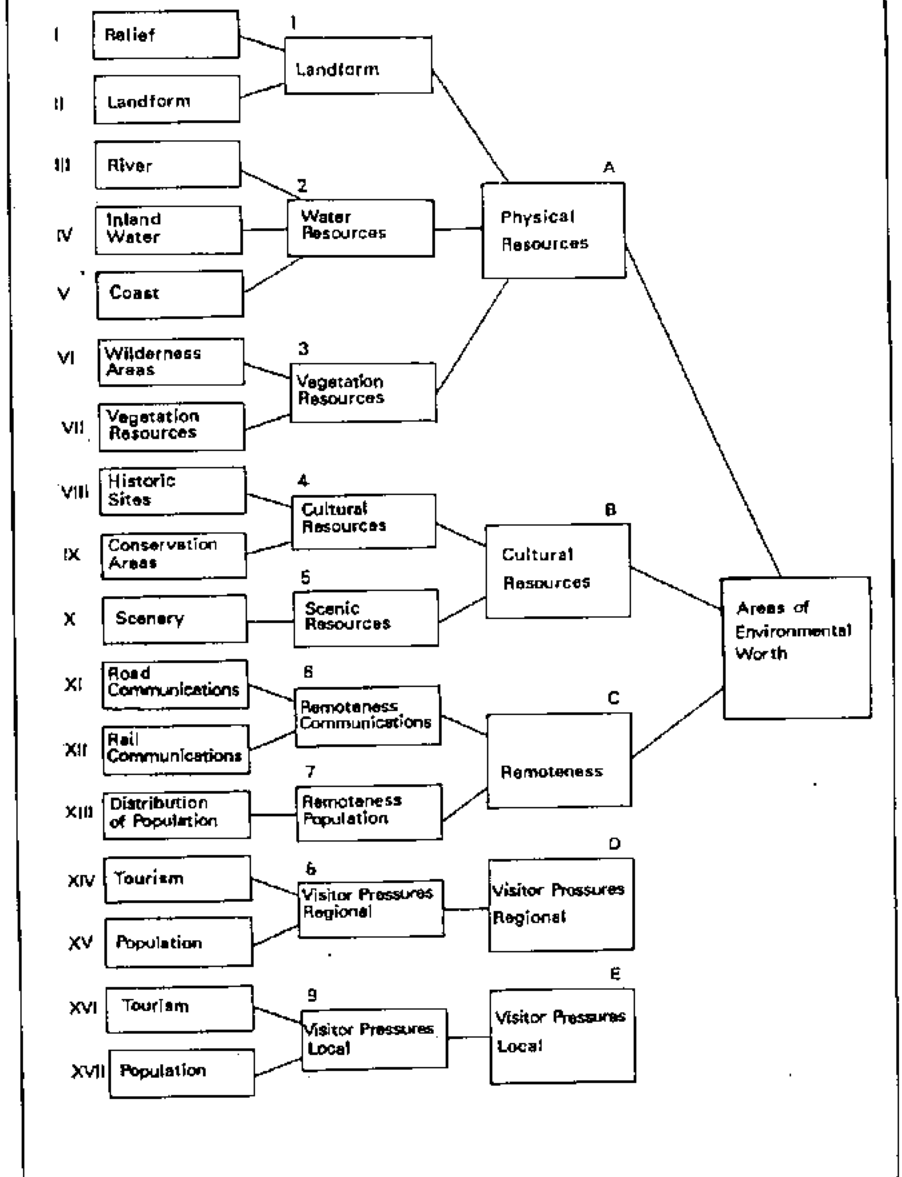 I
Relief
II
Landform
III
River
IV
Inland
Water
V
Coast
VI
Wilderness
Areas
VII
Vegetation
Resources
VIII
Historic
Sites
IX
Conservation
Areas
X
Scenery
XI
Road
Communications
XII
Rail
Communications
XIII
Distribution
of Population
XIV
Tourism
XV
Population
XVI
Tourism
XVII
Population
1
Landform
2
Water
Resources
3
Vegetation
Resources
4
Cultural
Resources
5
Scenic
Resources
6
Remoteness
Communications
7
Remoteness
Population
8
Visitor Pressures
Regional
9
Visitor Pressures
Local
A
Physical
Resources
B
Cultural
Resources
C
Remoteness
D
Visitor Pressures
Regional
E
Visitor Pressures
Local
Areas of
Environmental
Worth